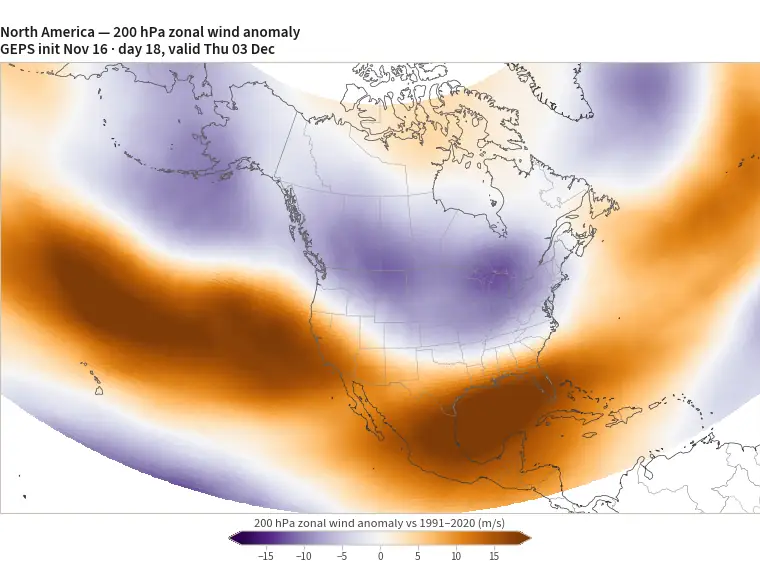 North America — 200 hPa zonal wind anomaly
GEPS init Nov 16 · day 18, valid Thu 03 Dec
200 hPa zonal wind anomaly vs 1991–2020 (m/s)
−15 −10 −5 0 5 10 15